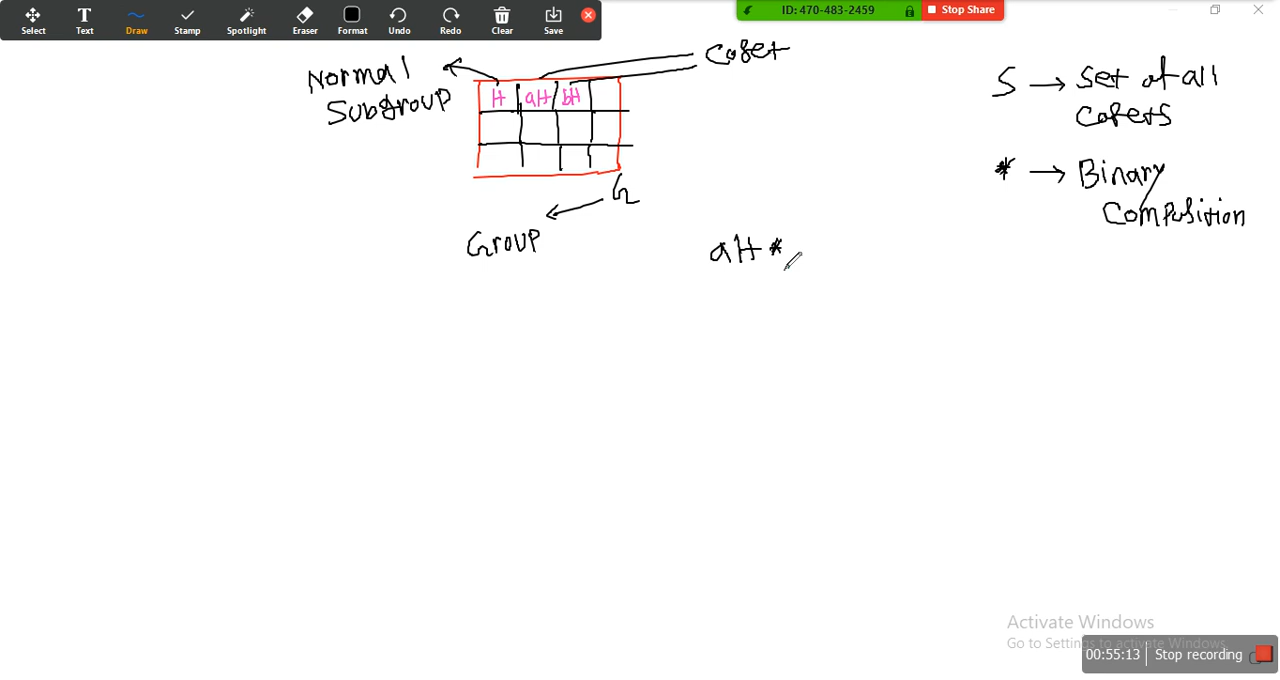 Select Text Draw Stamp Spotlight Eraser Format Undo Redo Clear Save
ID: 470-483-2459 Stop Share
Normal
Subgroup
H aH bH
Coset
G
Group
aH *
S → Set of all
Cosets
* → Binary
Composition
Activate Windows
Go to Settings to activate Windows.
00:55:13 Stop recording